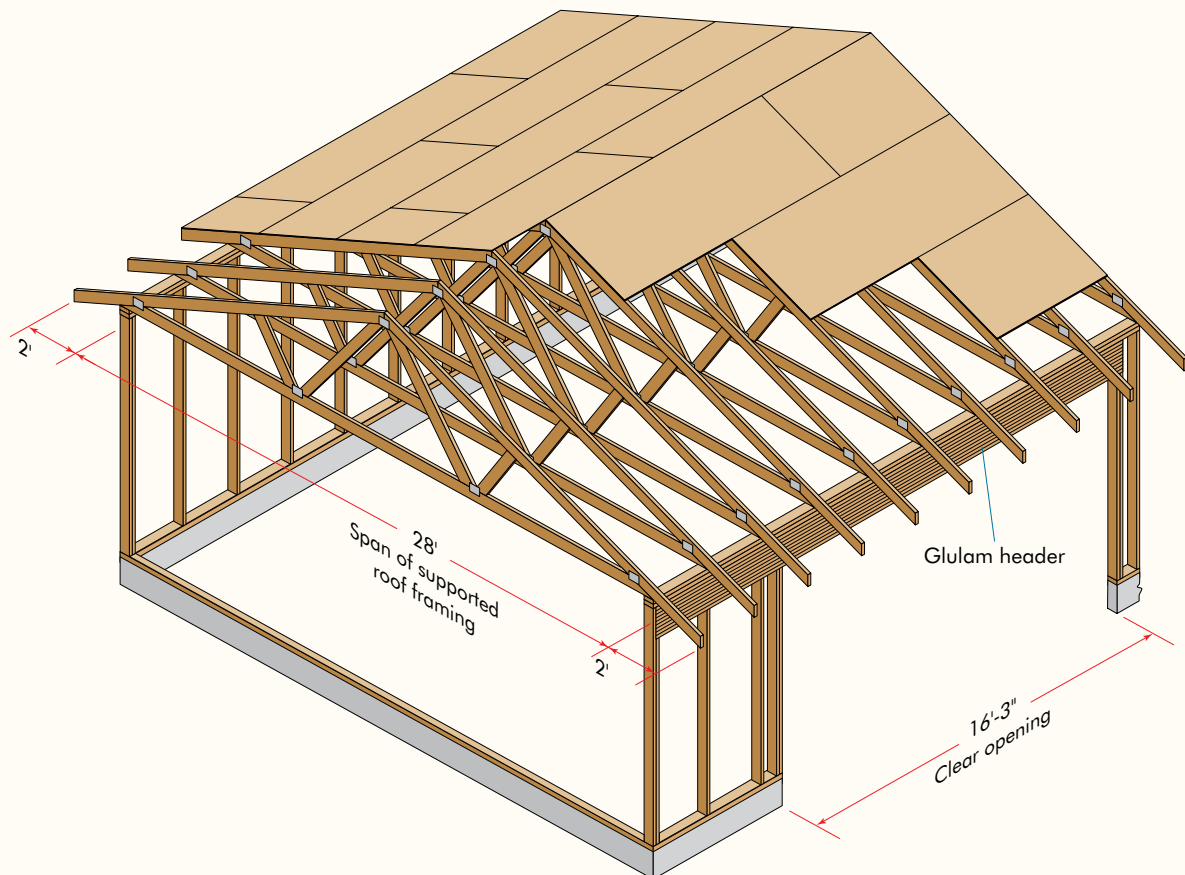 2'
28'
Span of supported
roof framing
2'
Glulam header
16'-3"
Clear opening